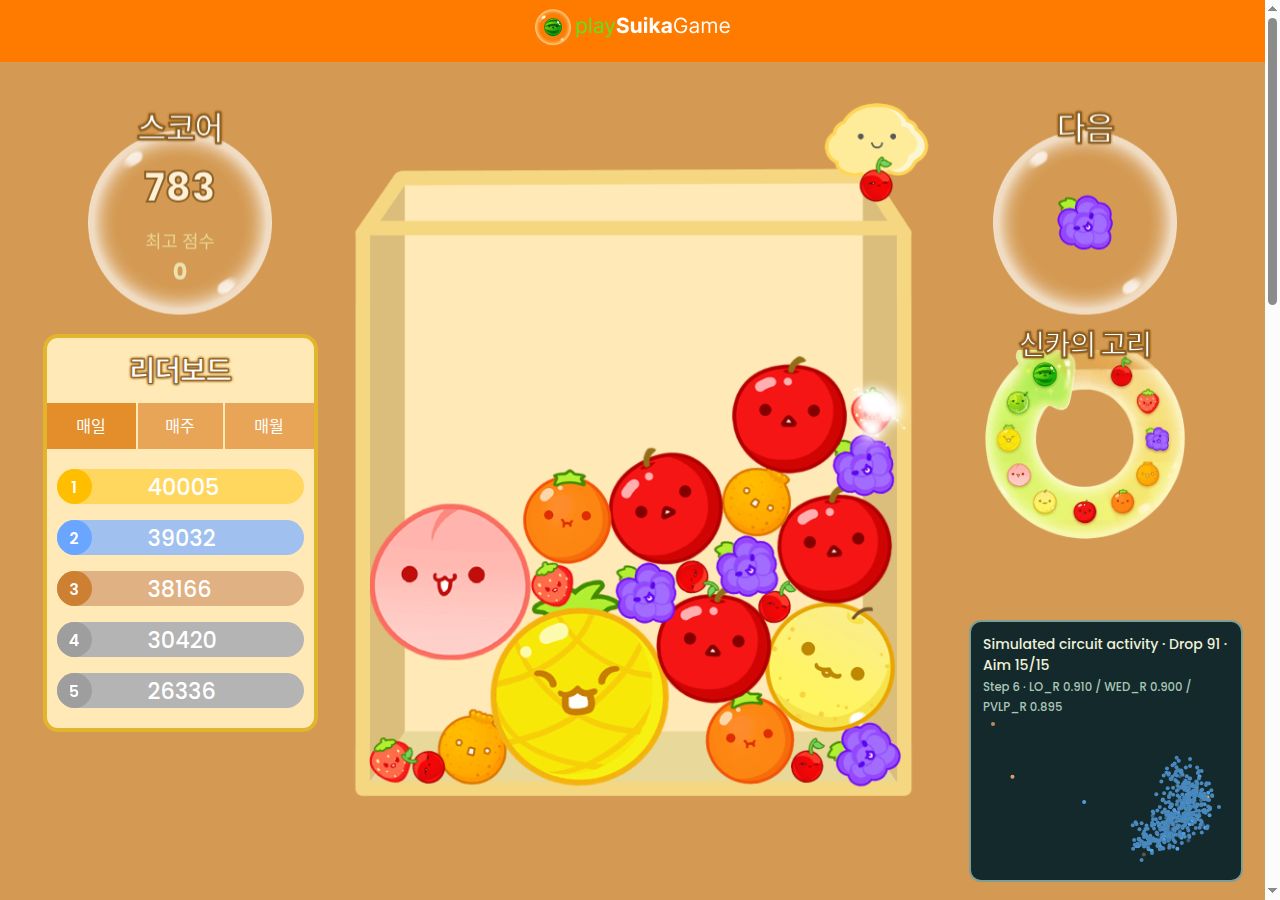 playSuikaGame
스코어
783
최고 점수
0
리더보드
매일 매주 매월
1 40005
2 39032
3 38166
4 30420
5 26336
다음
신카의 고리
Simulated circuit activity · Drop 91 ·
Aim 15/15
Step 6 · LO_R 0.910 / WED_R 0.900 /
PVLP_R 0.895